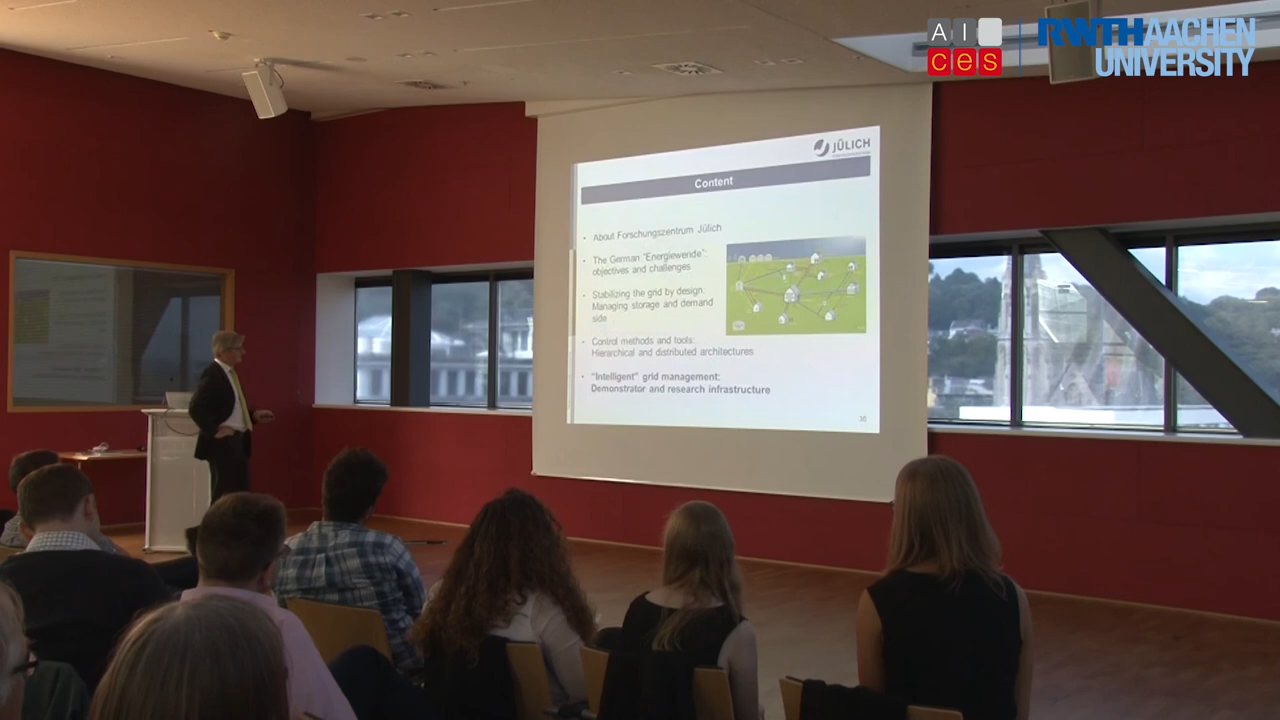 AI
ces
RWTH AACHEN
UNIVERSITY
JÜLICH
Content
• About Forschungszentrum Jülich
• The German "Energiewende":
objectives and challenges
• Stabilizing the grid by design:
Managing storage and demand
side
• Control methods and tools:
Hierarchical and distributed architectures
• "Intelligent" grid management:
Demonstrator and research infrastructure